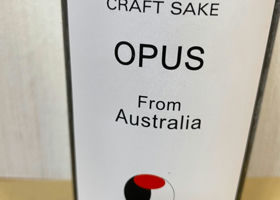 CRAFT SAKE
OPUS
From
Australia